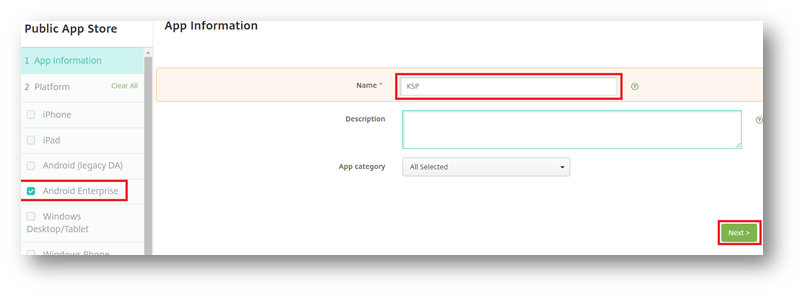 Public App Store
1 App Information
2 Platform Clear All
iPhone
iPad
Android (legacy DA)
Android Enterprise
Windows
Desktop/Tablet
Windows Phone
App Information
Name *
KSP
Description
App category
All Selected
Next >